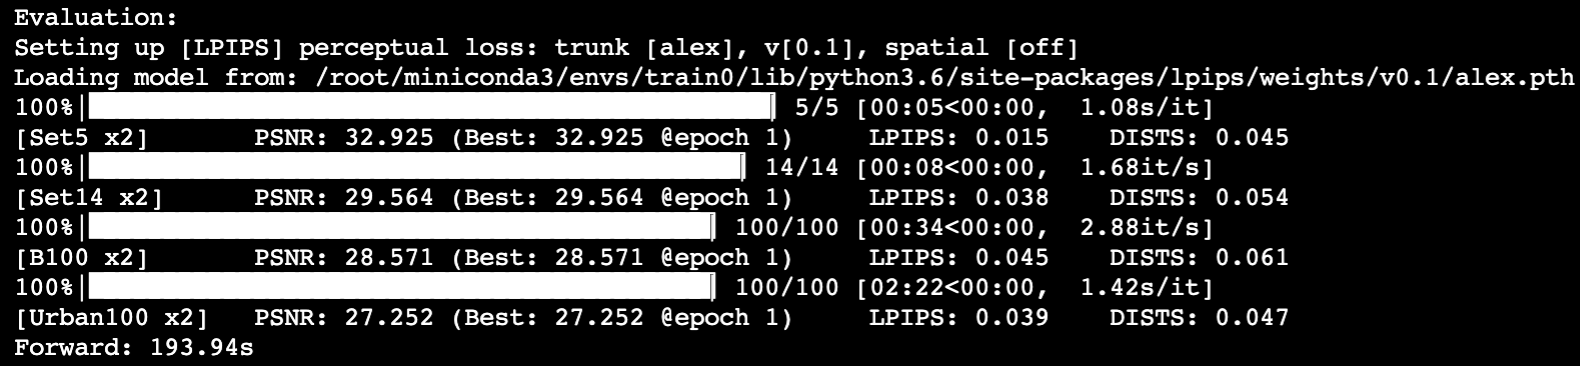 Evaluation:
Setting up [LPIPS] perceptual loss: trunk [alex], v[0.1], spatial [off]
Loading model from: /root/miniconda3/envs/train0/lib/python3.6/site-packages/lpips/weights/v0.1/alex.pth
100%| | 5/5 [00:05<00:00, 1.08s/it]
[Set5 x2] PSNR: 32.925 (Best: 32.925 @epoch 1) LPIPS: 0.015 DISTS: 0.045
100%| | 14/14 [00:08<00:00, 1.68it/s]
[Set14 x2] PSNR: 29.564 (Best: 29.564 @epoch 1) LPIPS: 0.038 DISTS: 0.054
100%| | 100/100 [00:34<00:00, 2.88it/s]
[B100 x2] PSNR: 28.571 (Best: 28.571 @epoch 1) LPIPS: 0.045 DISTS: 0.061
100%| | 100/100 [02:22<00:00, 1.42s/it]
[Urban100 x2] PSNR: 27.252 (Best: 27.252 @epoch 1) LPIPS: 0.039 DISTS: 0.047
Forward: 193.94s